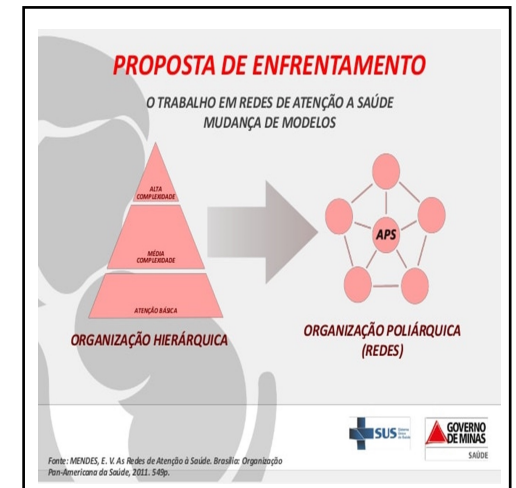 PROPOSTA DE ENFRENTAMENTO
O TRABALHO EM REDES DE ATENÇÃO A SAÚDE
MUDANÇA DE MODELOS
ALTA
COMPLEXIDADE
MÉDIA
COMPLEXIDADE
ATENÇÃO BÁSICA
APS
ORGANIZAÇÃO HIERÁRQUICA
ORGANIZAÇÃO POLIÁRQUICA
(REDES)
SUS
GOVERNO
DE MINAS
SAÚDE
Fonte: MENDES, E. V. As Redes de Atenção à Saúde. Brasília: Organização
Pan-Americana da Saúde, 2011. 549p.